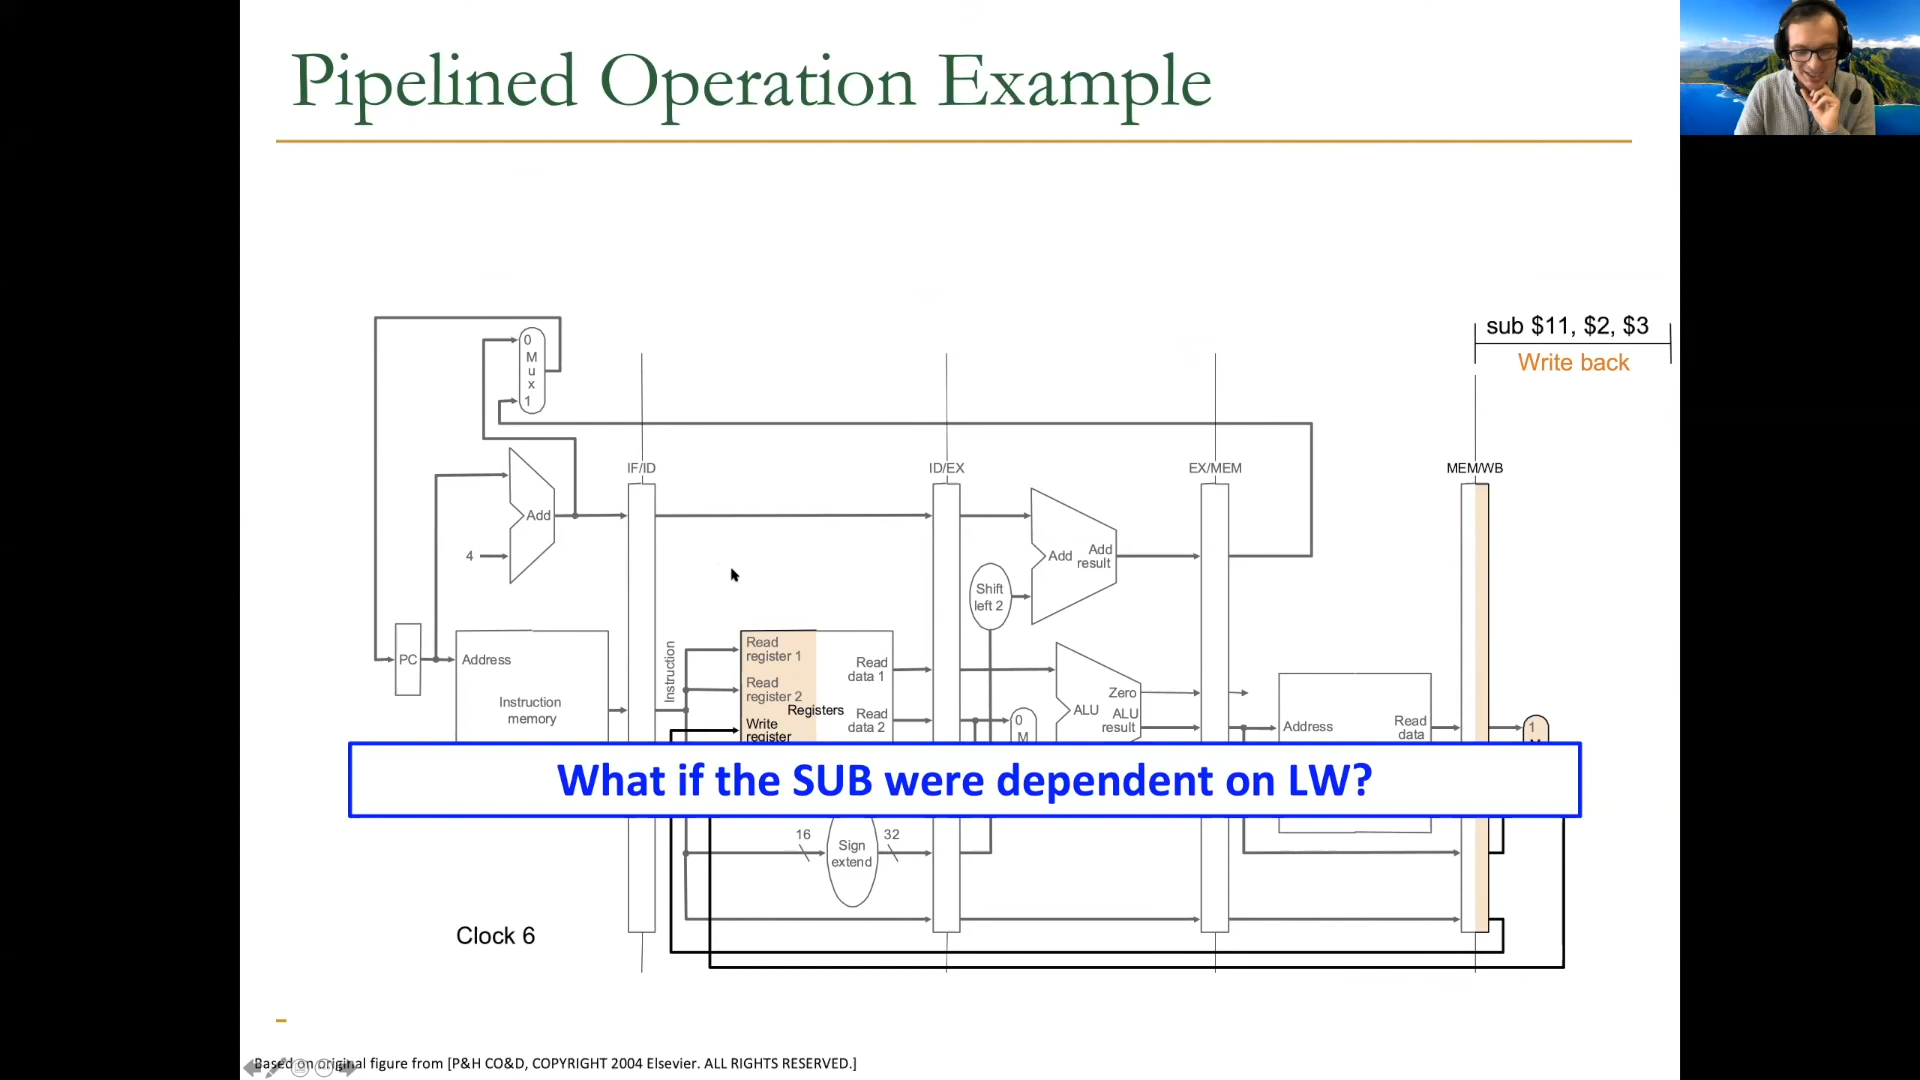 Pipelined Operation Example
sub $11, $2, $3
Write back
0
M
u
x
1
IF/ID
ID/EX
EX/MEM
MEM/WB
Add
4
Add
Add
result
Shift
left 2
PC
Address
Instruction
memory
Instruction
Read
register 1
Read
register 2
Write
register
Registers
Read
data 1
Read
data 2
0
M
Zero
ALU
ALU
result
Address
Read
data
1
What if the SUB were dependent on LW?
16
Sign
extend
32
Clock 6
Based on original figure from [P&H CO&D, COPYRIGHT 2004 Elsevier. ALL RIGHTS RESERVED.]